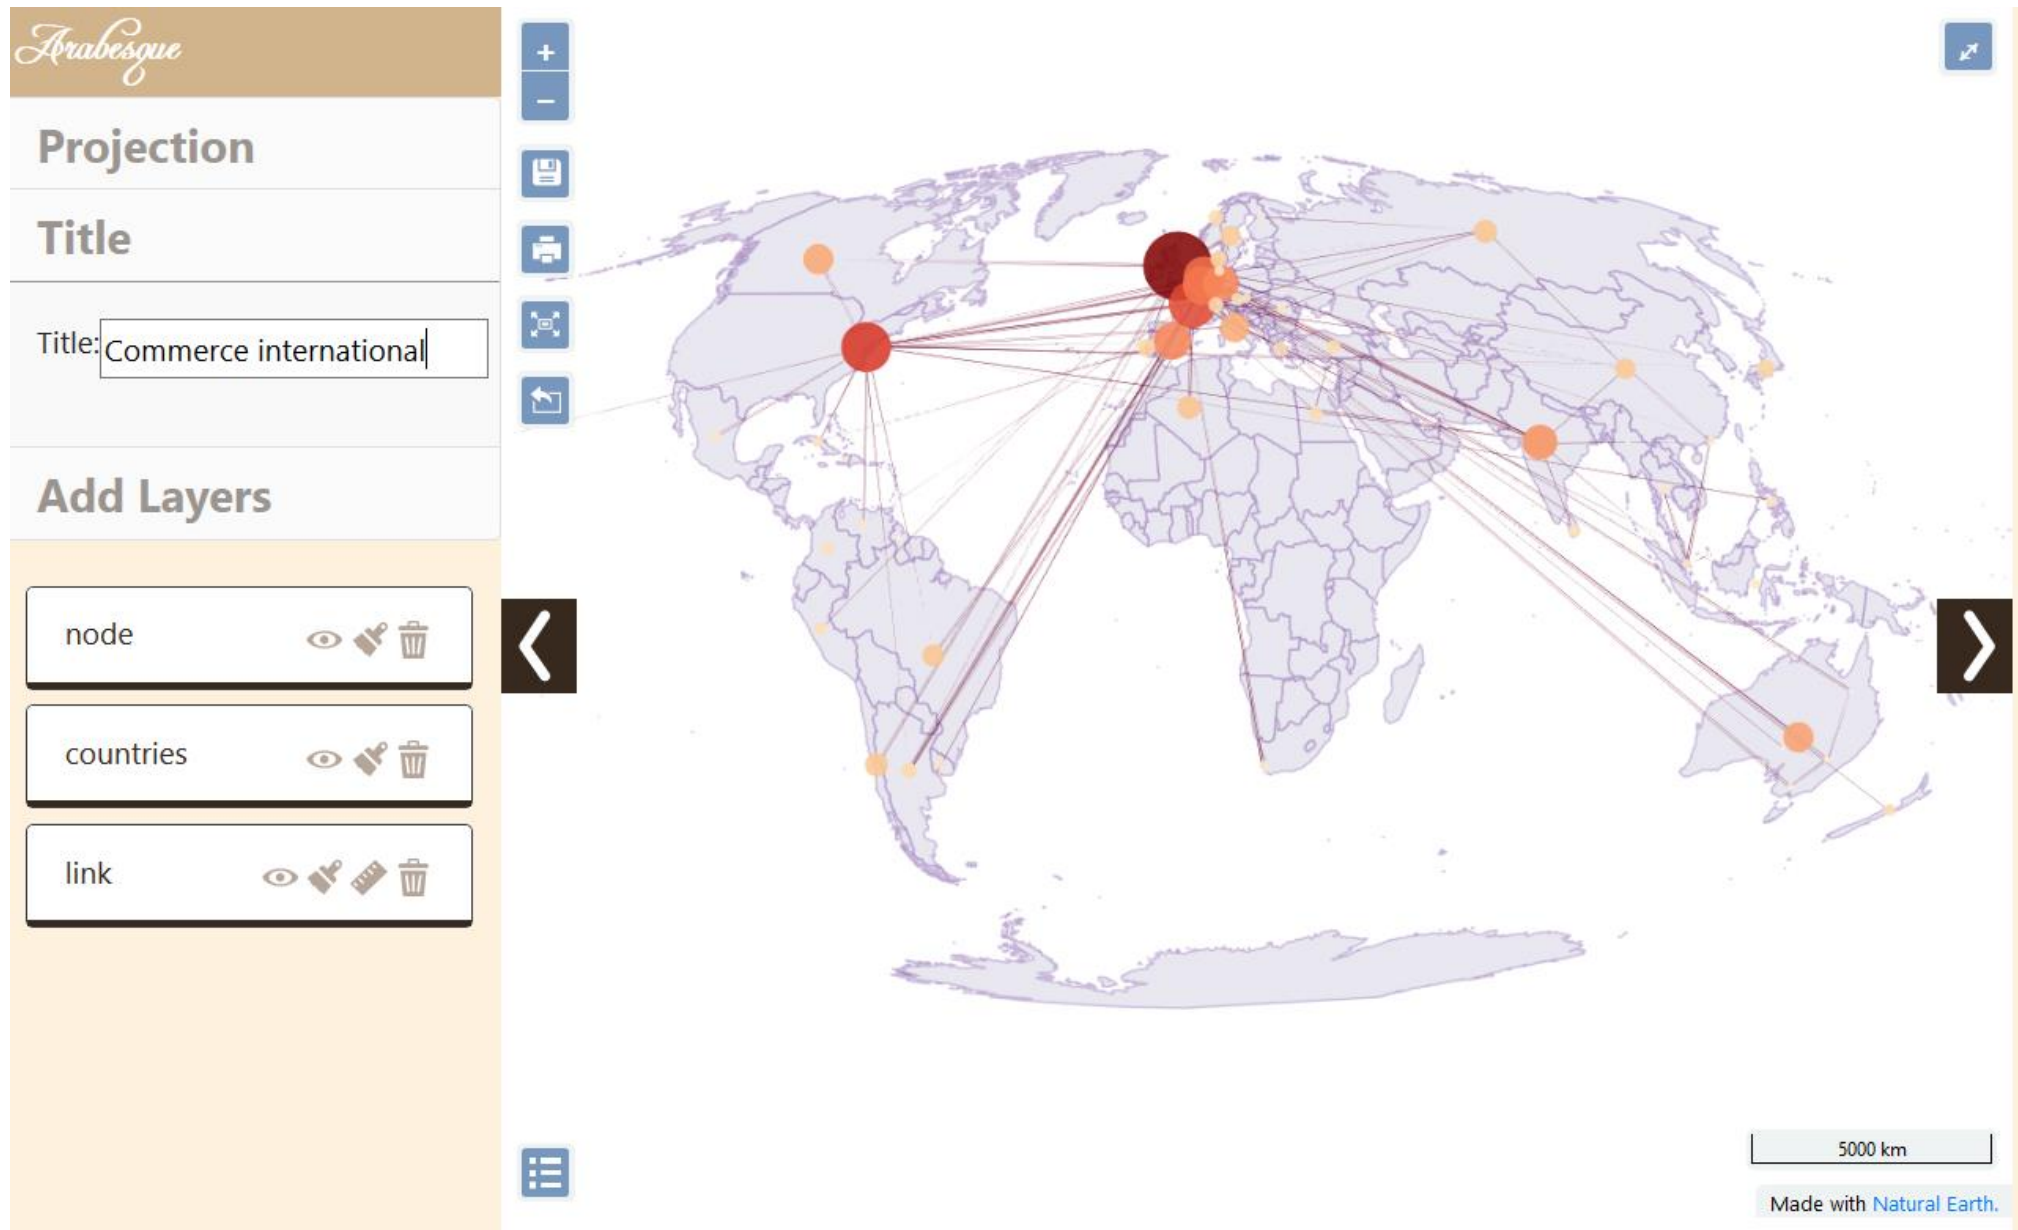 Arabesque
Projection
Title
Title: Commerce international
Add Layers
node
countries
link
5000 km
Made with Natural Earth.